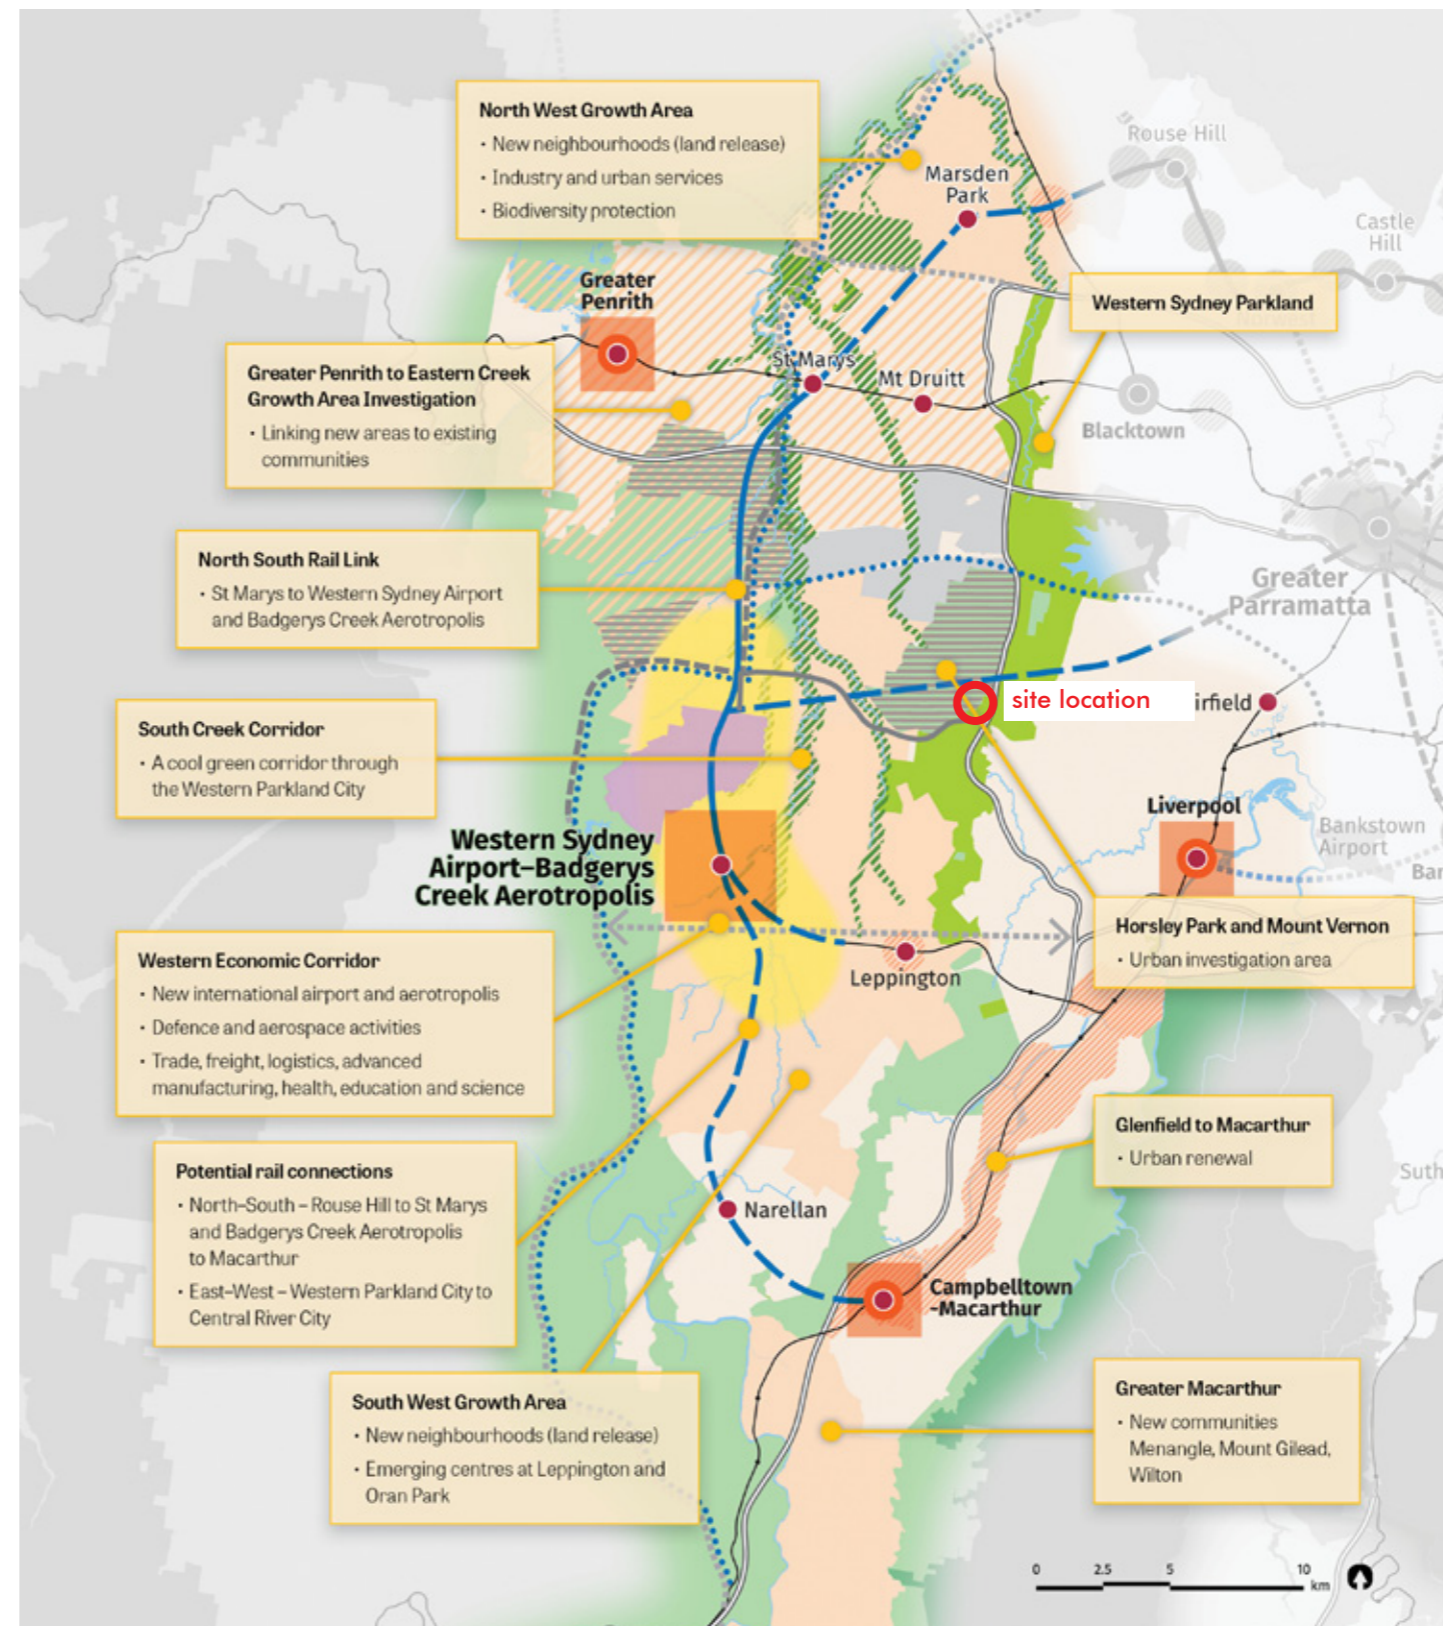 North West Growth Area
• New neighbourhoods (land release)
• Industry and urban services
• Biodiversity protection
Rouse Hill
Marsden
Park
Castle
Hill
Greater
Penrith
Western Sydney Parkland
St Marys
Mt Druitt
Blacktown
Greater Penrith to Eastern Creek
Growth Area Investigation
• Linking new areas to existing
communities
North South Rail Link
• St Marys to Western Sydney Airport
and Badgerys Creek Aerotropolis
Greater
Parramatta
site location
irfield
South Creek Corridor
• A cool green corridor through
the Western Parkland City
Liverpool
Bankstown
Airport
Western Sydney
Airport–Badgerys
Creek Aerotropolis
Horsley Park and Mount Vernon
• Urban investigation area
Leppington
Western Economic Corridor
• New international airport and aerotropolis
• Defence and aerospace activities
• Trade, freight, logistics, advanced
manufacturing, health, education and science
Glenfield to Macarthur
• Urban renewal
Suth
Potential rail connections
• North–South – Rouse Hill to St Marys
and Badgerys Creek Aerotropolis
to Macarthur
• East–West – Western Parkland City to
Central River City
Narellan
Campbelltown
-Macarthur
South West Growth Area
• New neighbourhoods (land release)
• Emerging centres at Leppington and
Oran Park
Greater Macarthur
• New communities
Menangle, Mount Gilead,
Wilton
0 2.5 5 10
km